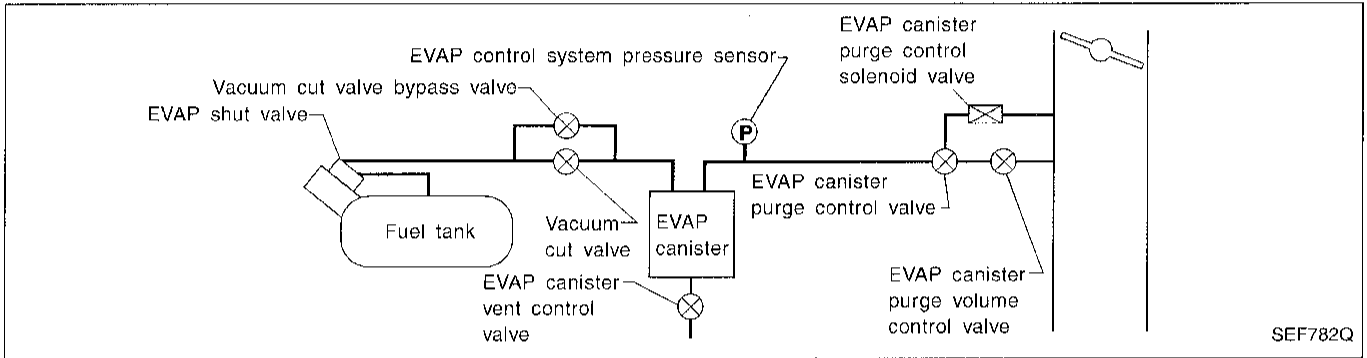 EVAP control system pressure sensor
Vacuum cut valve bypass valve
EVAP shut valve
EVAP canister
purge control
solenoid valve
P
Fuel tank
Vacuum
cut valve
EVAP
canister
EVAP canister
purge control valve
EVAP canister
vent control
valve
EVAP canister
purge volume
control valve
SEF782Q